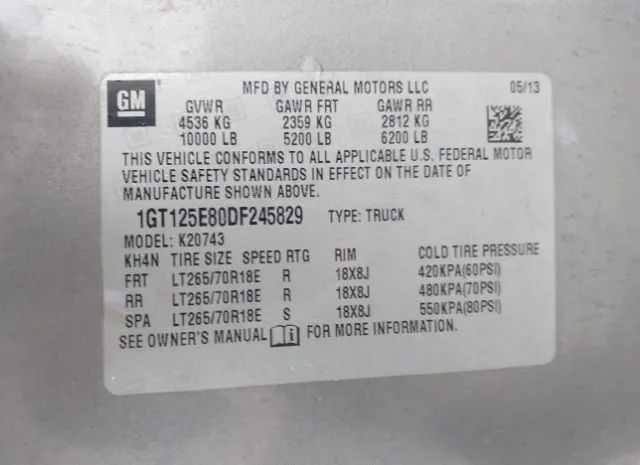 GM MFD BY GENERAL MOTORS LLC 05/13
GVWR GAWR FRT GAWR RR
4536 KG 2359 KG 2812 KG
10000 LB 5200 LB 6200 LB
THIS VEHICLE CONFORMS TO ALL APPLICABLE U.S. FEDERAL MOTOR
VEHICLE SAFETY STANDARDS IN EFFECT ON THE DATE OF
MANUFACTURE SHOWN ABOVE.
1GT125E80DF245829 TYPE: TRUCK
MODEL: K20743
KH4N TIRE SIZE SPEED RTG RIM COLD TIRE PRESSURE
FRT LT265/70R18E R 18X8J 420KPA(60PSI)
RR LT265/70R18E R 18X8J 480KPA(70PSI)
SPA LT265/70R18E S 18X8J 550KPA(80PSI)
SEE OWNER'S MANUAL FOR MORE INFORMATION